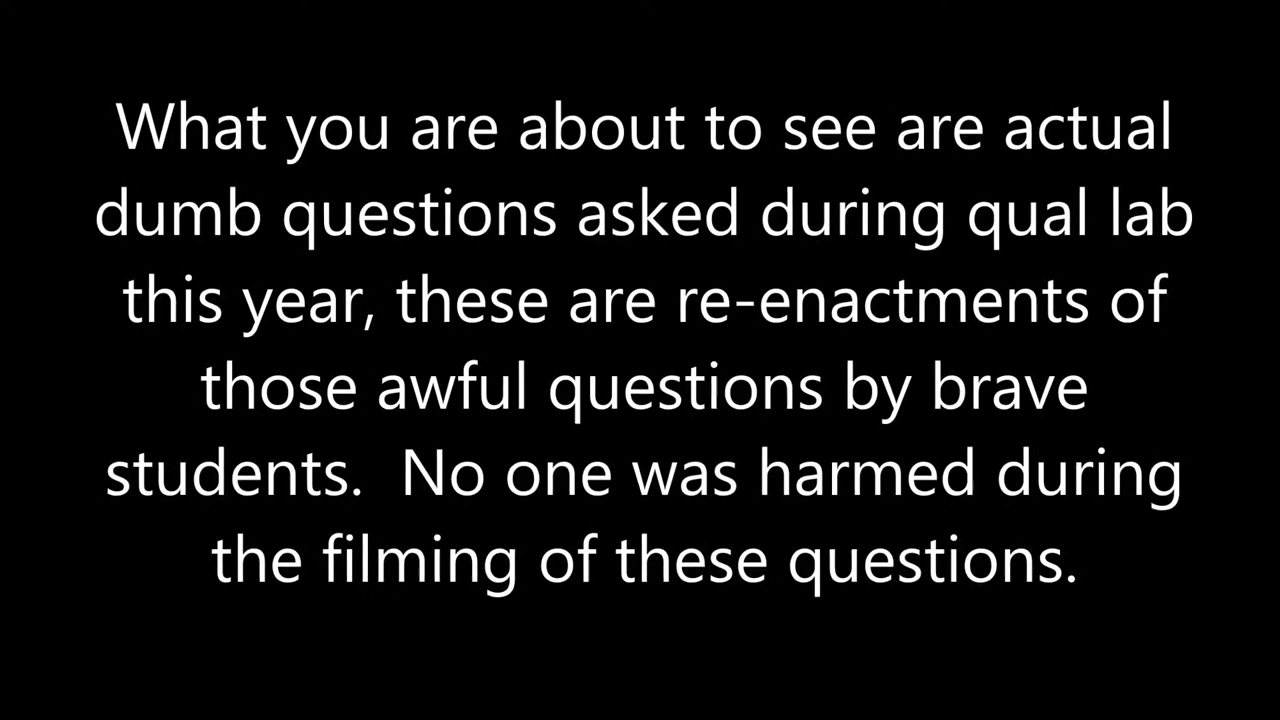 What you are about to see are actual
dumb questions asked during qual lab
this year, these are re-enactments of
those awful questions by brave
students.  No one was harmed during
the filming of these questions.